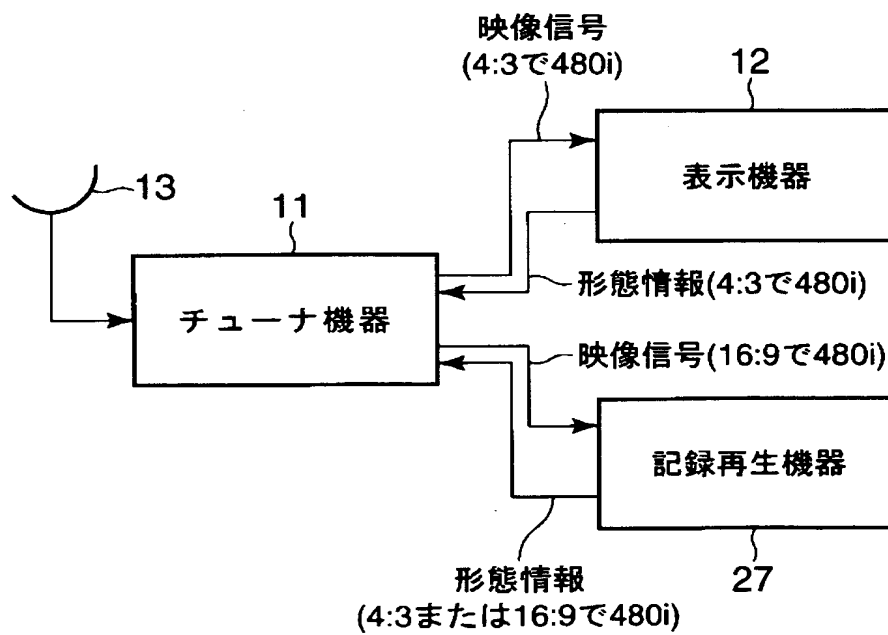 映像信号
(4:3で480i)
12
表示機器
13
11
チューナ機器
形態情報(4:3で480i)
映像信号(16:9で480i)
記録再生機器
形態情報
(4:3または16:9で480i)
27